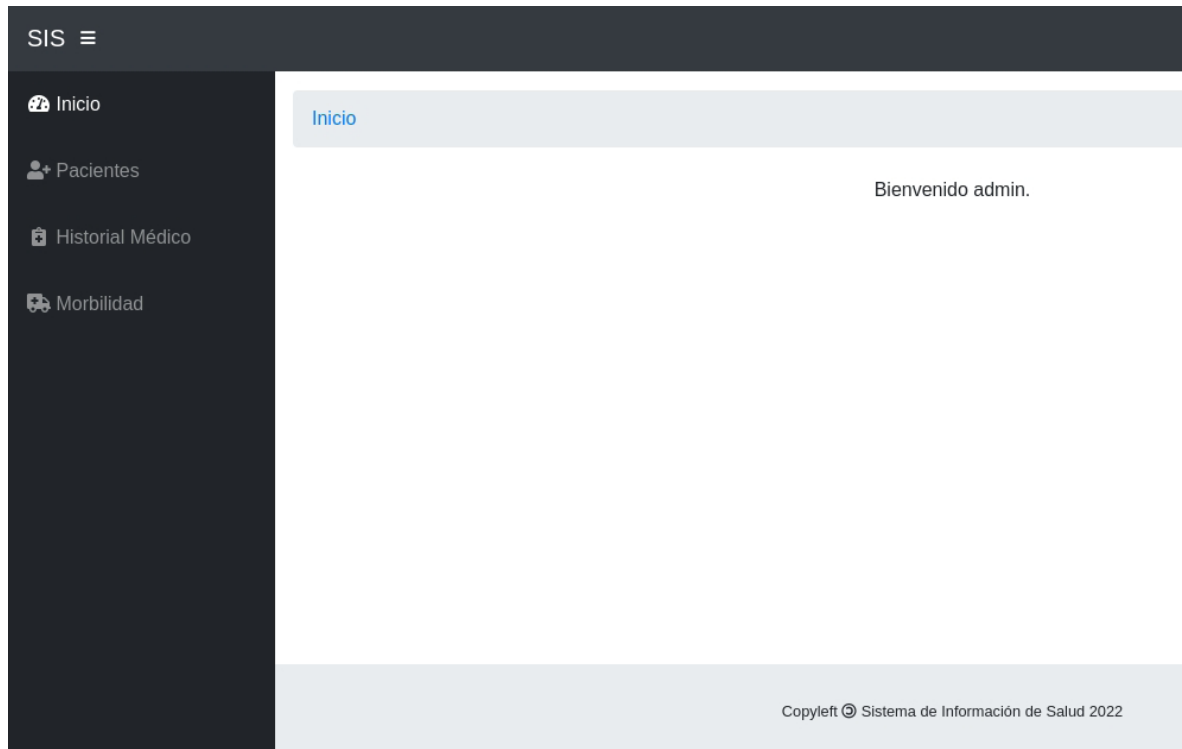 SIS
Inicio
Pacientes
Historial Médico
Morbilidad
Inicio
Bienvenido admin.
Copyleft 🄯 Sistema de Información de Salud 2022